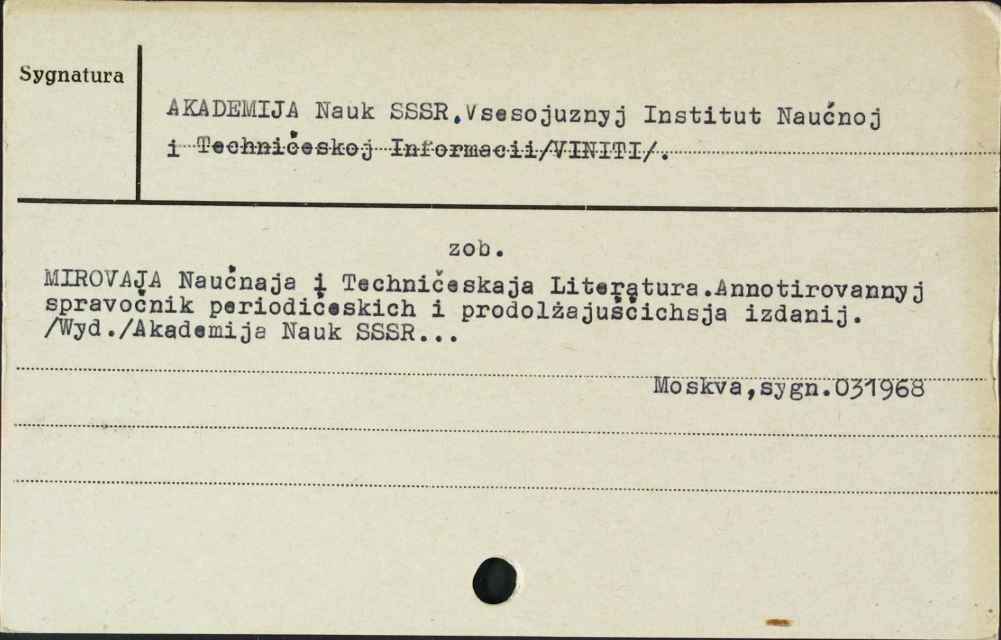 Sygnatura
AKADEMIJA Nauk SSSR.Vsesojuznyj Institut Naučnoj
i Techničeskoj Informacii/VINITI/.
zob.
MIROVAJA Naučnaja i Techničeskaja Literatura.Annotirovannyj
spravočnik periodičeskich i prodolżajuščichsja izdanij.
/Wyd./Akademija Nauk SSSR...
Moskva,sygn.031968